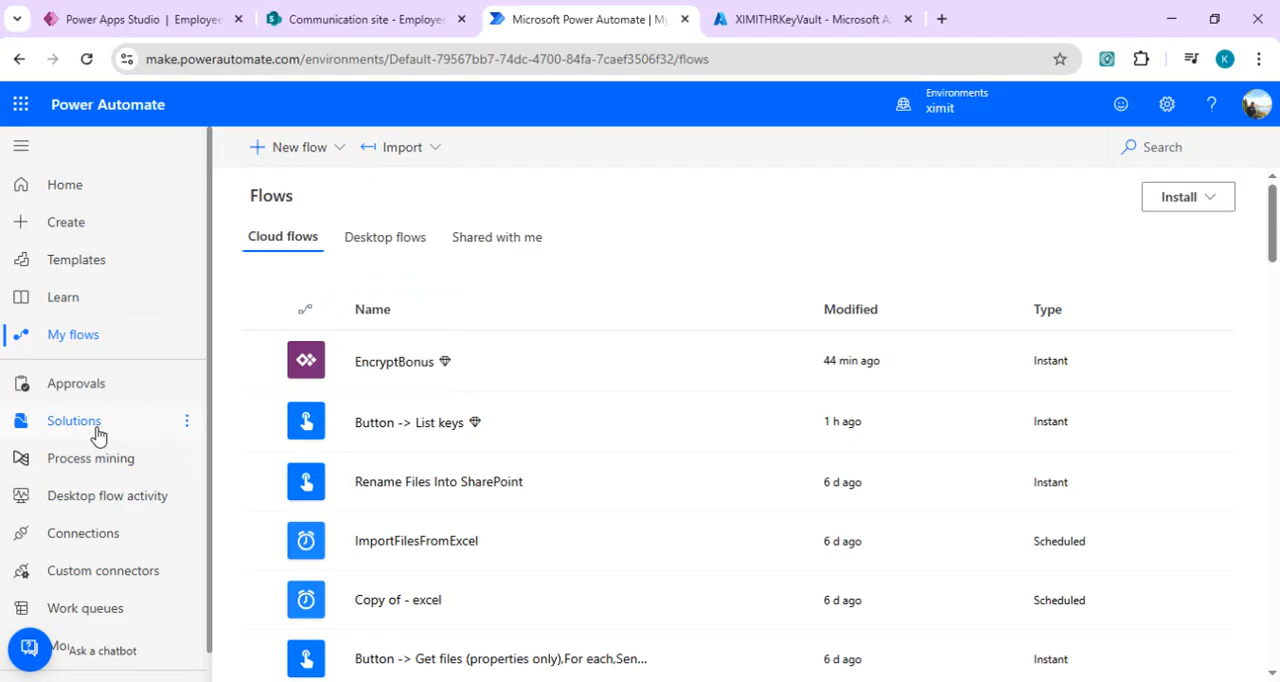 Power Apps Studio | Employee
Communication site - Employee
Microsoft Power Automate | My
XIMITHRKeyVault - Microsoft Az
make.powerautomate.com/environments/Default-79567bb7-74dc-4700-84fa-7caef3506f32/flows
K
Power Automate
Environments
ximit
New flow
Import
Search
Home
Create
Templates
Learn
My flows
Approvals
Solutions
Process mining
Desktop flow activity
Connections
Custom connectors
Work queues
Ask a chatbot
Flows
Install
Cloud flows
Desktop flows
Shared with me
Name Modified Type
EncryptBonus 44 min ago Instant
Button -> List keys 1 h ago Instant
Rename Files Into SharePoint 6 d ago Instant
ImportFilesFromExcel 6 d ago Scheduled
Copy of - excel 6 d ago Scheduled
Button -> Get files (properties only),For each,Sen... 6 d ago Instant